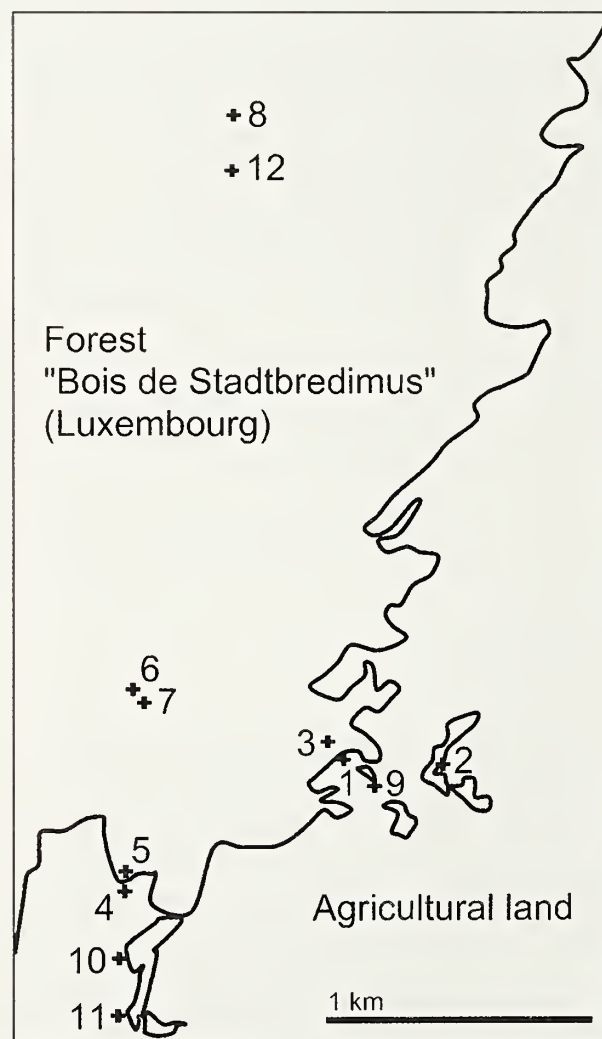 8
12
Forest
"Bois de Stadtbredimus"
(Luxembourg)
6
7
3
1
2
9
5
4
Agricultural land
10
11
1 km